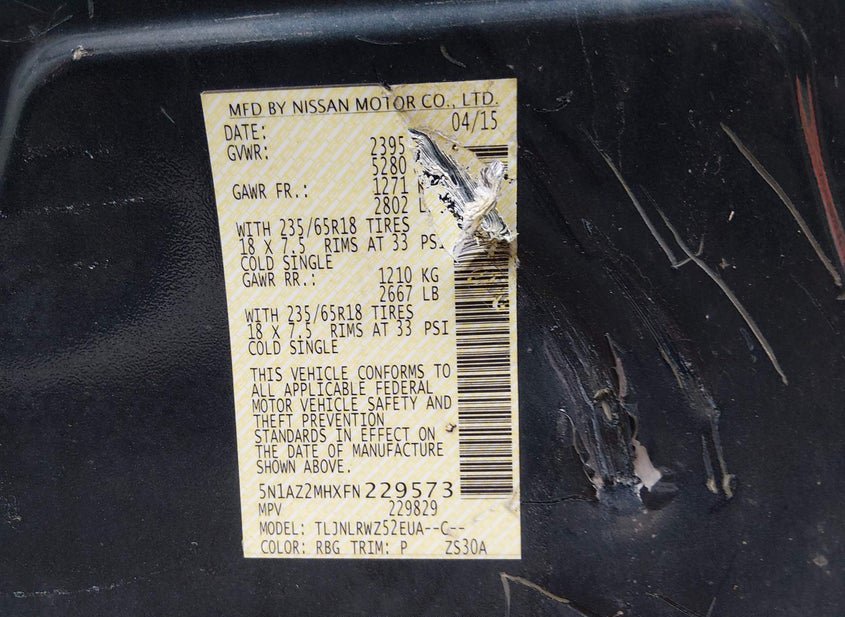 MFD BY NISSAN MOTOR CO., LTD.
DATE: 04/15
GVWR: 2395
5280
GAWR FR.: 1271
2802
WITH 235/65R18 TIRES
18 X 7.5 RIMS AT 33 PSI
COLD SINGLE
GAWR RR.: 1210 KG
2667 LB
WITH 235/65R18 TIRES
18 X 7.5 RIMS AT 33 PSI
COLD SINGLE
THIS VEHICLE CONFORMS TO
ALL APPLICABLE FEDERAL
MOTOR VEHICLE SAFETY AND
THEFT PREVENTION
STANDARDS IN EFFECT ON
THE DATE OF MANUFACTURE
SHOWN ABOVE.
5N1AZ2MHXFN229573
MPV 229829
MODEL: TLJNLRWZ52EUA--C--
COLOR: RBG TRIM: P ZS30A